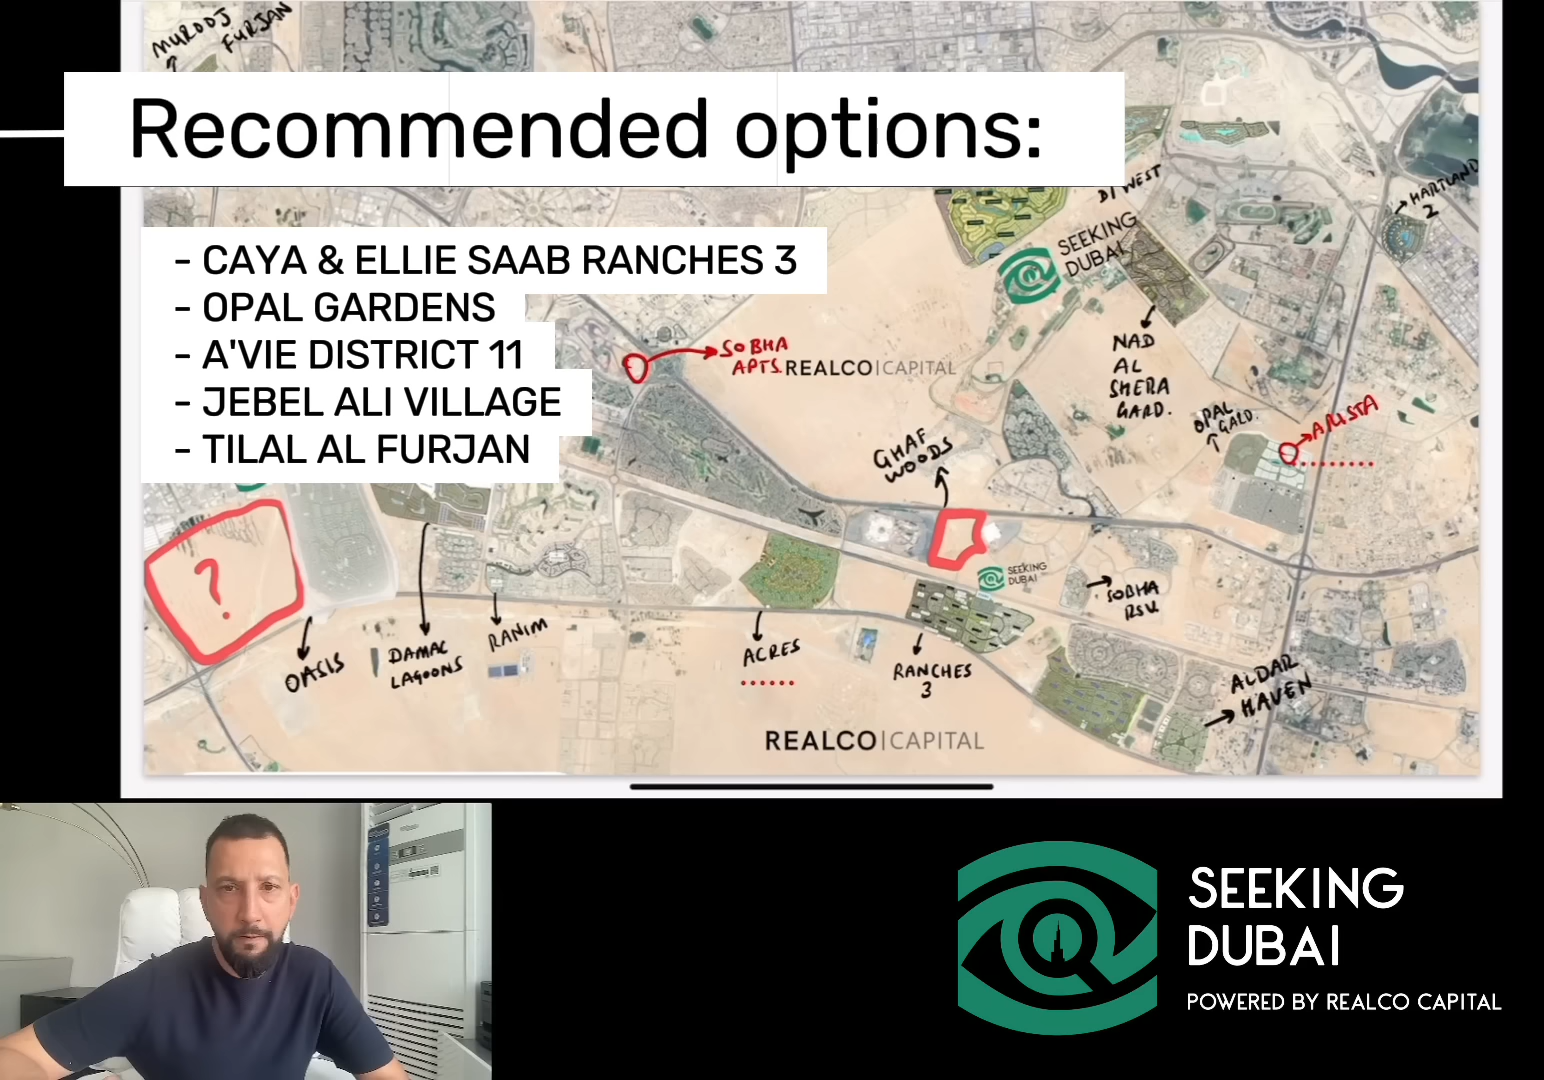 MUROOJ
FURJAN
Recommended options:
HARTLAND
2
DI WEST
SEEKING
DUBAI
- CAYA & ELLIE SAAB RANCHES 3
- OPAL GARDENS
- A'VIE DISTRICT 11
- JEBEL ALI VILLAGE
- TILAL AL FURJAN
SOBHA
APTS.
REALCO|CAPITAL
NAD
AL
SHERA
GARD.
OPAL
GARD.
ARISTA
GHAF
WOODS
?
SEEKING
DUBAI
SOBHA
RSV
OASIS
DAMAC
LAGOONS
RANIM
ACRES
RANCHES
3
ALDAR
HAVEN
REALCO|CAPITAL
SEEKING
DUBAI
POWERED BY REALCO CAPITAL